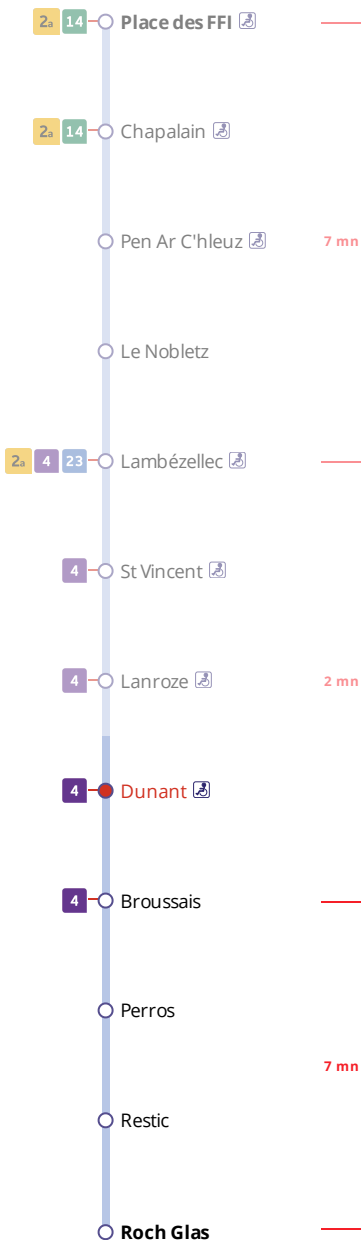 2a 14 Place des FFI
2a 14 Chapalain
Pen Ar C'hleuz 7 mn
Le Nobletz
2a 4 23 Lambézellec
4 St Vincent
4 Lanroze 2 mn
4 Dunant
4 Broussais
Perros
7 mn
Restic
Roch Glas